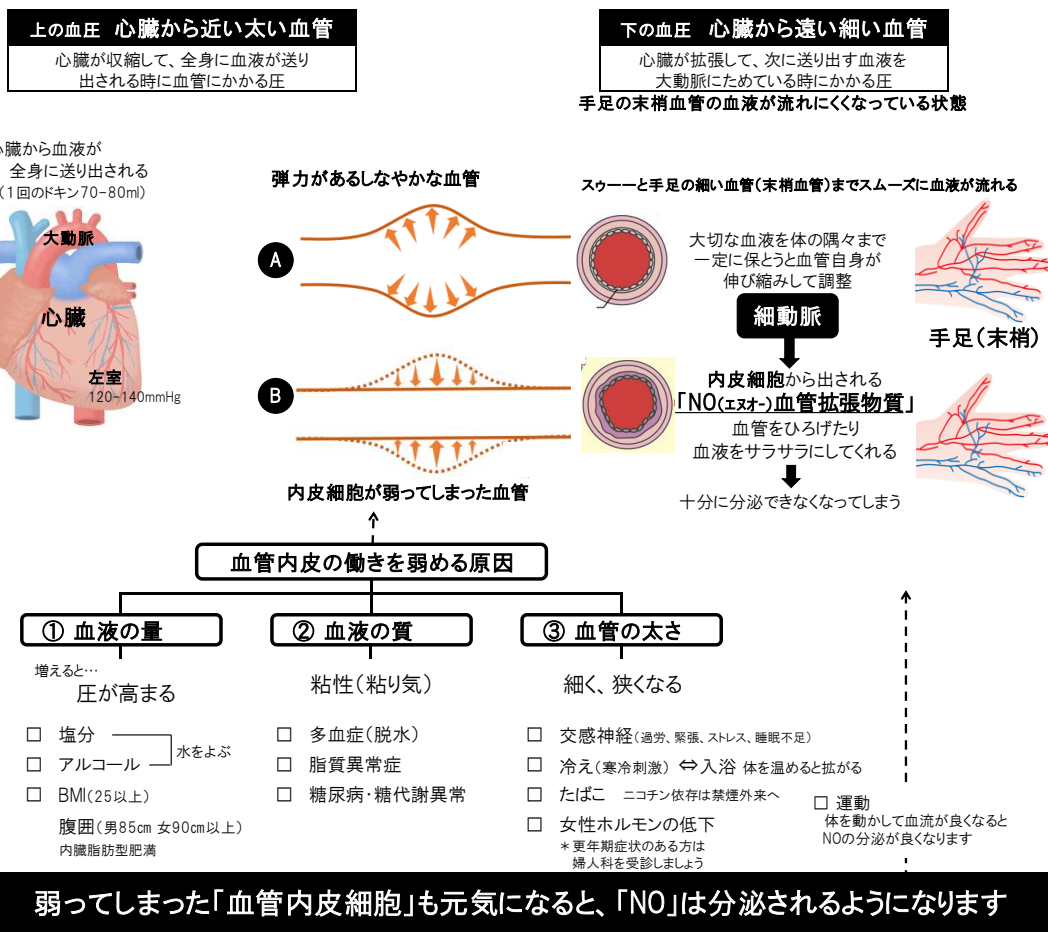 上の血圧 心臓から近い太い血管
心臓が収縮して、全身に血液が送り
出される時に血管にかかる圧
下の血圧 心臓から遠い細い血管
心臓が拡張して、次に送り出す血液を
大動脈にためている時にかかる圧
手足の末梢血管の血液が流れにくくなっている状態
心臓から血液が
全身に送り出される
(1回のドキン70-80ml)
大動脈
心臓
左室
120-140mmHg
弾力があるしなやかな血管
A
B
内皮細胞が弱ってしまった血管
スゥーーと手足の細い血管(末梢血管)までスムーズに血液が流れる
大切な血液を体の隅々まで
一定に保とうと血管自身が
伸び縮みして調整
細動脈
内皮細胞から出される
「NO(エヌオー)血管拡張物質」
血管をひろげたり
血液をサラサラにしてくれる
十分に分泌できなくなってしまう
手足(末梢)
血管内皮の働きを弱める原因
① 血液の量
増えると…
圧が高まる
□ 塩分
□ アルコール
水をよぶ
□ BMI(25以上)
腹囲(男85㎝ 女90㎝以上)
内臓脂肪型肥満
② 血液の質
粘性(粘り気)
□ 多血症(脱水)
□ 脂質異常症
□ 糖尿病・糖代謝異常
③ 血管の太さ
細く、狭くなる
□ 交感神経(過労、緊張、ストレス、睡眠不足)
□ 冷え(寒冷刺激) ⇔入浴 体を温めると拡がる
□ たばこ ニコチン依存は禁煙外来へ
□ 女性ホルモンの低下
*更年期症状のある方は
婦人科を受診しましょう
□ 運動
体を動かして血流が良くなると
NOの分泌が良くなります
弱ってしまった「血管内皮細胞」も元気になると、「NO」は分泌されるようになります